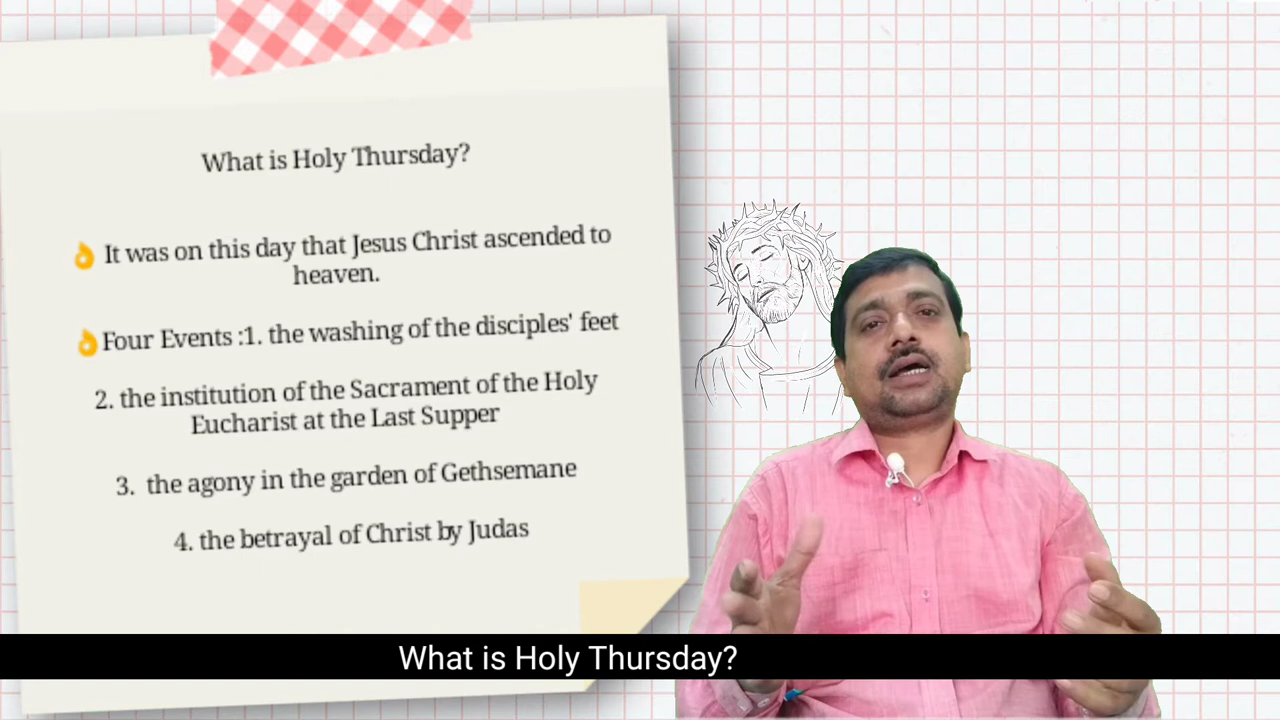 What is Holy Thursday?
👌 It was on this day that Jesus Christ ascended to
heaven.
👌Four Events :1. the washing of the disciples' feet
2. the institution of the Sacrament of the Holy
Eucharist at the Last Supper
3. the agony in the garden of Gethsemane
4. the betrayal of Christ by Judas
What is Holy Thursday?